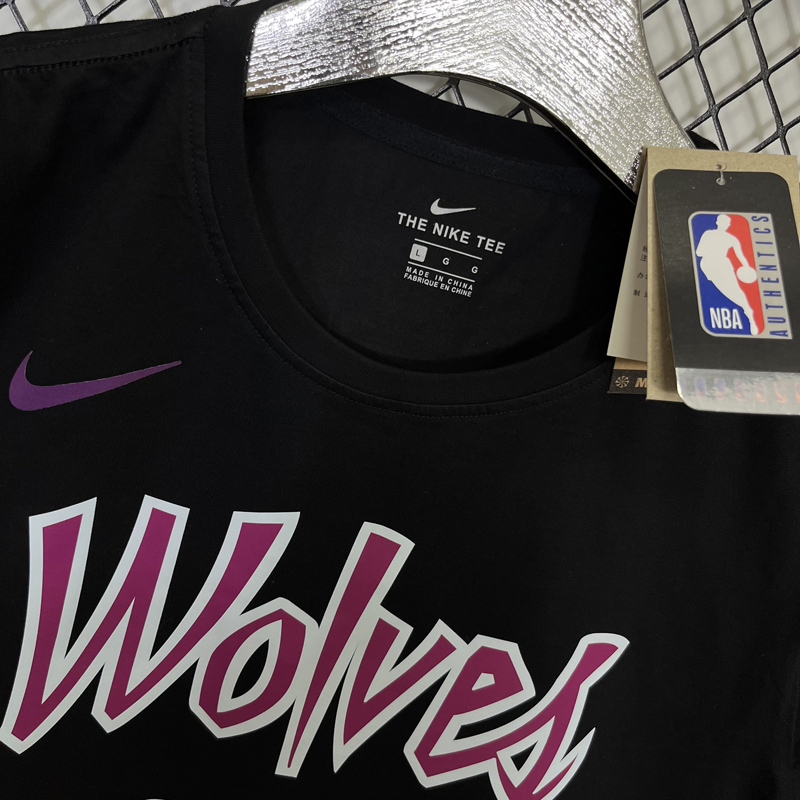 THE NIKE TEE
L G G
MADE IN CHINA
FABRIQUE EN CHINE
NBA
AUTHENTICS
Wolves